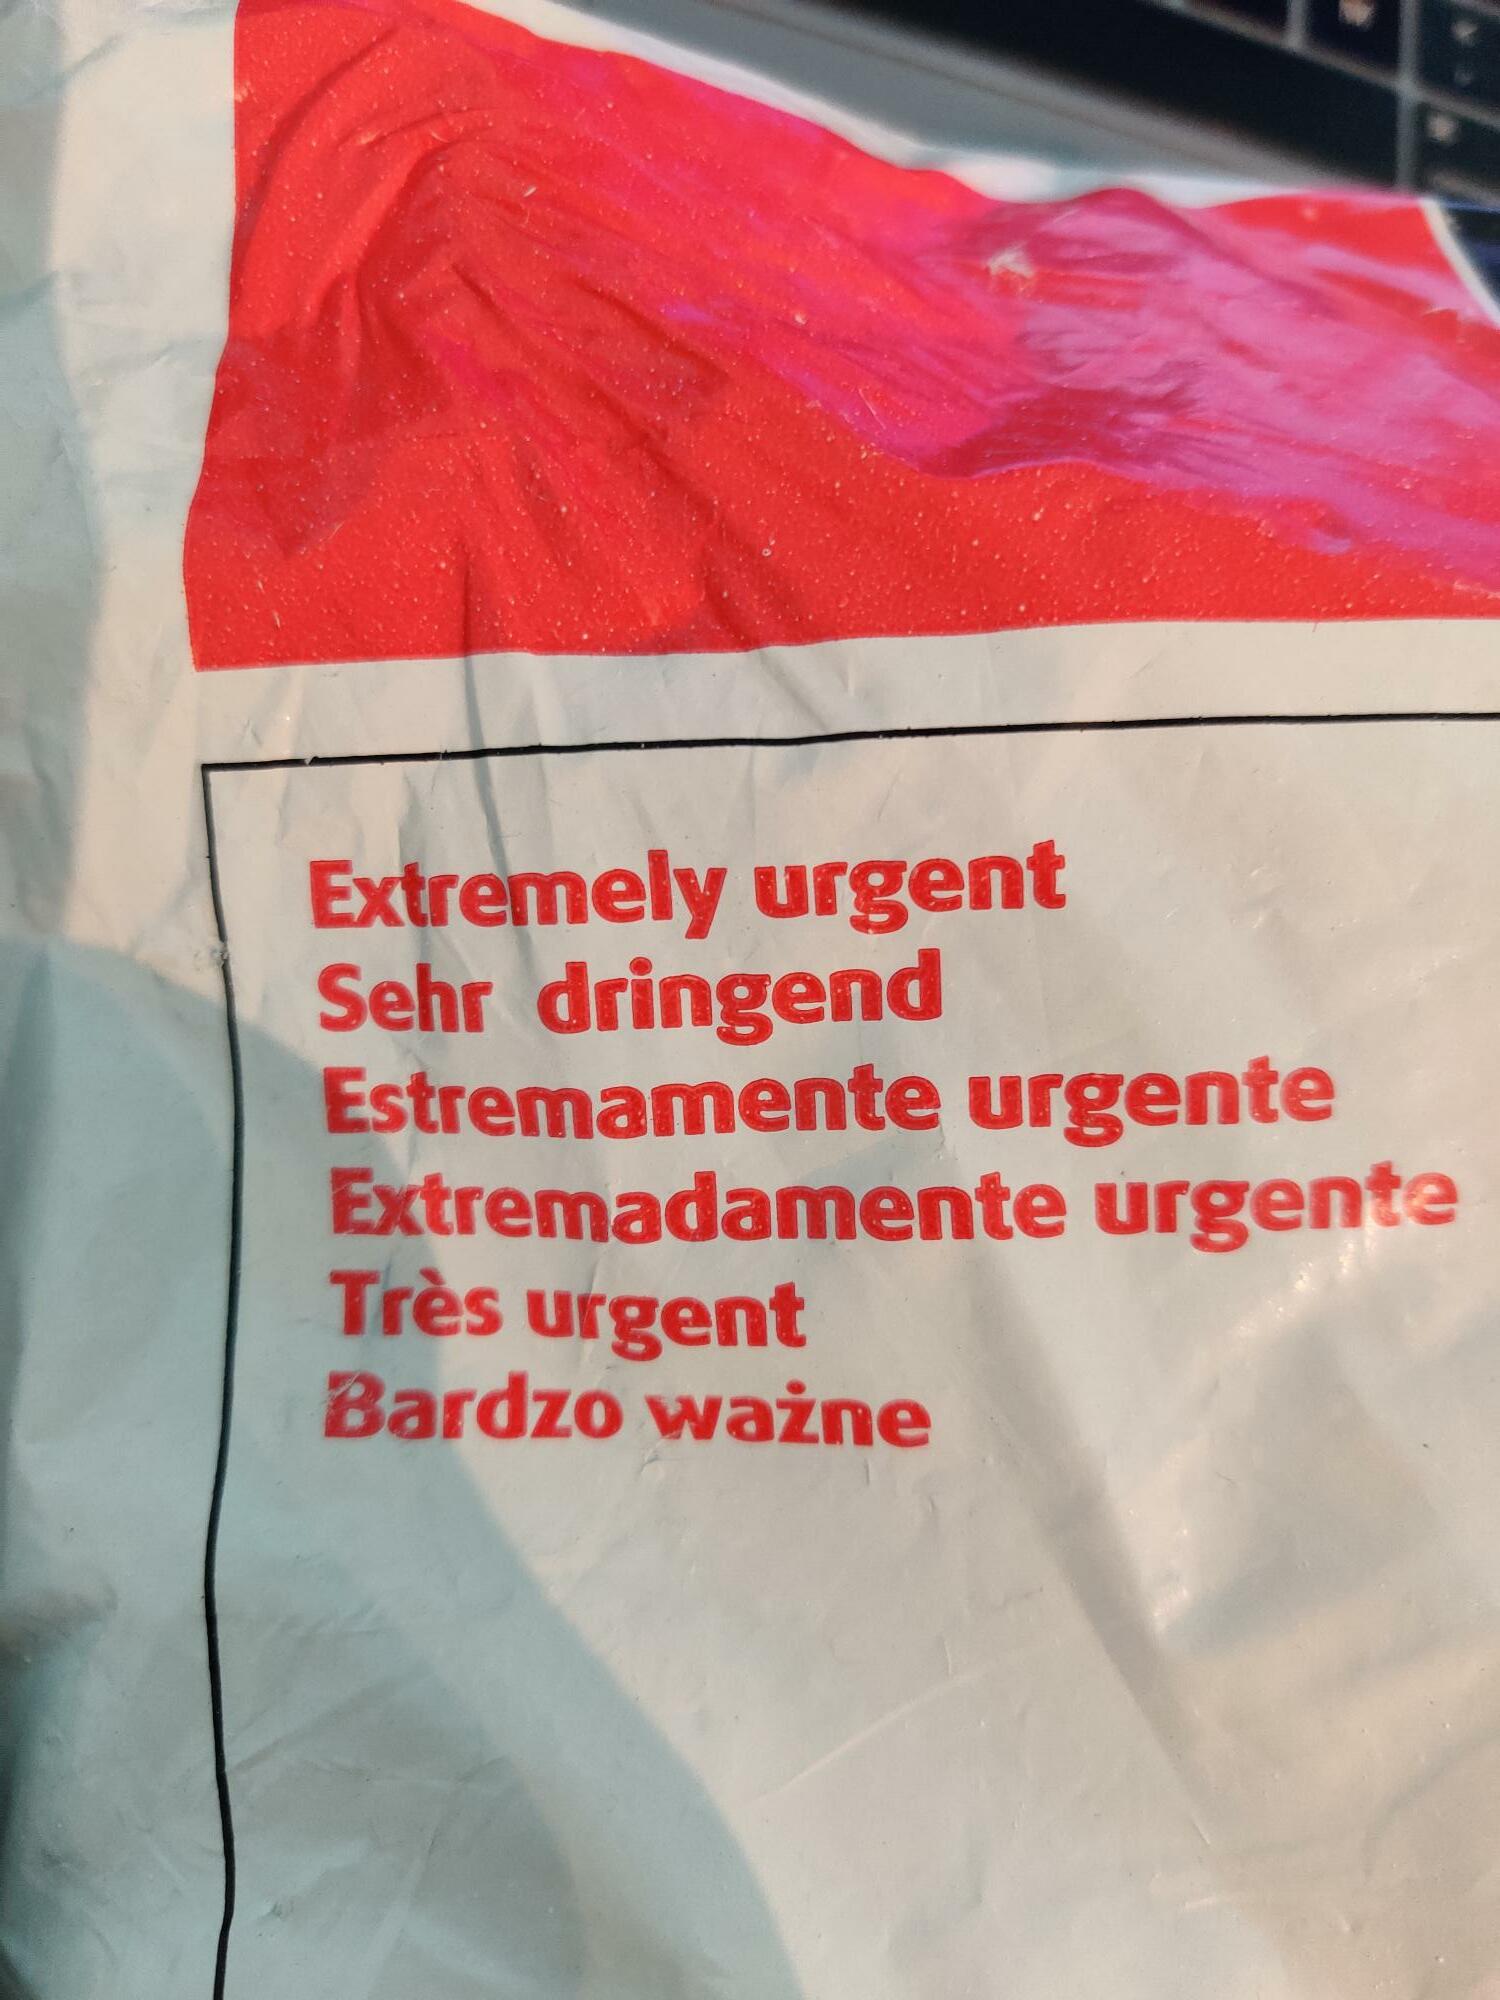 Extremely urgent
Sehr dringend
Estremamente urgente
Extremadamente urgente
Très urgent
Bardzo ważne